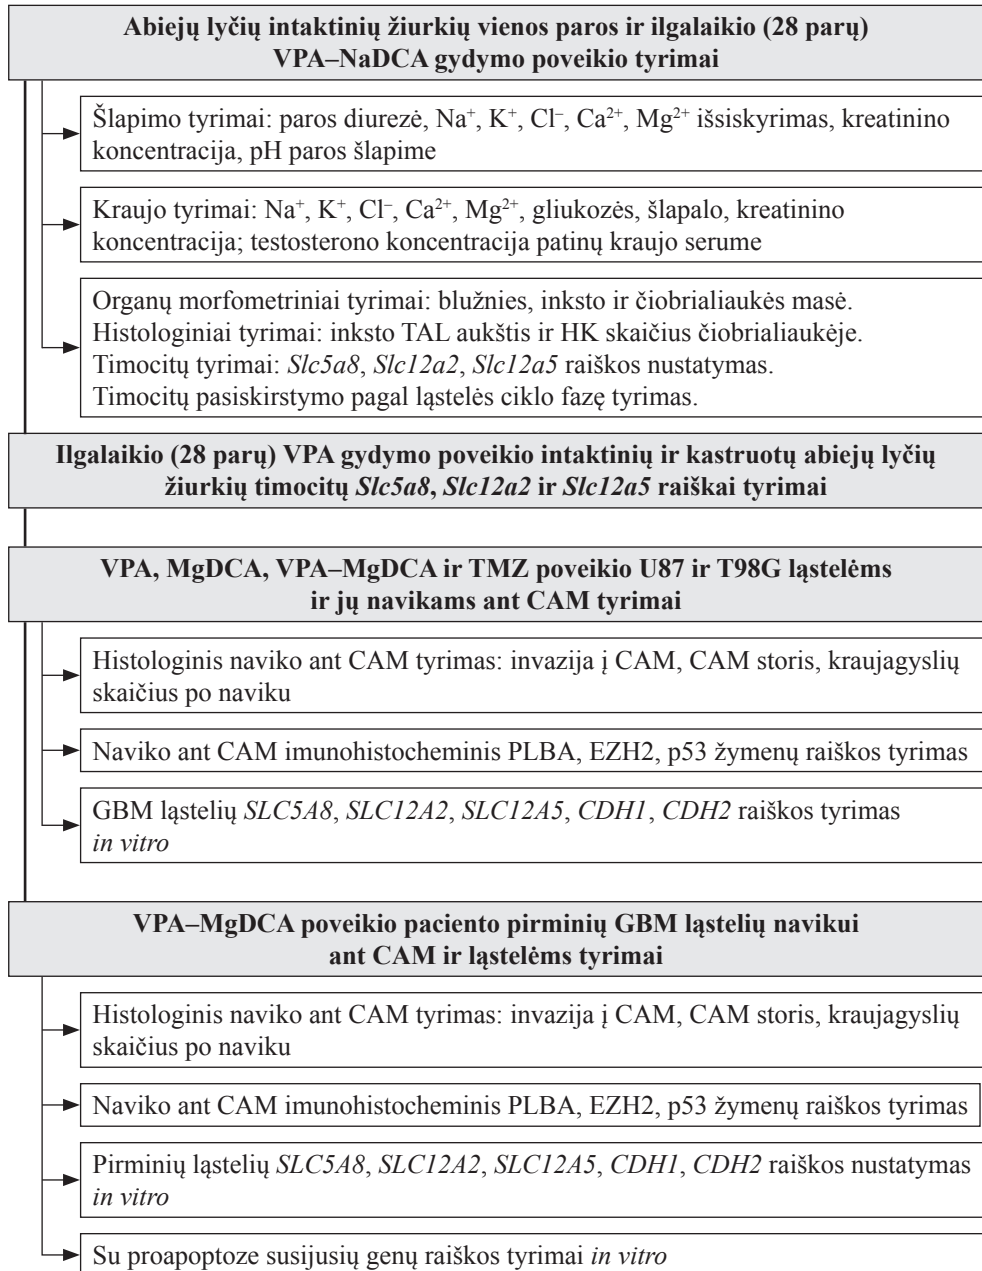 Abiejų lyčių intaktinių žiurkių vienos paros ir ilgalaikio (28 parų)
VPA–NaDCA gydymo poveikio tyrimai
Šlapimo tyrimai: paros diurezė, Na⁺, K⁺, Cl⁻, Ca²⁺, Mg²⁺ išsiskyrimas, kreatinino
koncentracija, pH paros šlapime
Kraujo tyrimai: Na⁺, K⁺, Cl⁻, Ca²⁺, Mg²⁺, gliukozės, šlapalo, kreatinino
koncentracija; testosterono koncentracija patinų kraujo serume
Organų morfometriniai tyrimai: blužnies, inksto ir čiobrialiaukės masė.
Histologiniai tyrimai: inksto TAL aukštis ir HK skaičius čiobrialiaukėje.
Timocitų tyrimai: Slc5a8, Slc12a2, Slc12a5 raiškos nustatymas.
Timocitų pasiskirstymo pagal ląstelės ciklo fazę tyrimas.
Ilgalaikio (28 parų) VPA gydymo poveikio intaktinių ir kastruotų abiejų lyčių
žiurkių timocitų Slc5a8, Slc12a2 ir Slc12a5 raiškai tyrimai
VPA, MgDCA, VPA–MgDCA ir TMZ poveikio U87 ir T98G ląstelėms
ir jų navikams ant CAM tyrimai
Histologinis naviko ant CAM tyrimas: invazija į CAM, CAM storis, kraujagyslių
skaičius po naviku
Naviko ant CAM imunohistocheminis PLBA, EZH2, p53 žymenų raiškos tyrimas
GBM ląstelių SLC5A8, SLC12A2, SLC12A5, CDH1, CDH2 raiškos tyrimas
in vitro
VPA–MgDCA poveikio paciento pirminių GBM ląstelių navikui
ant CAM ir ląstelėms tyrimai
Histologinis naviko ant CAM tyrimas: invazija į CAM, CAM storis, kraujagyslių
skaičius po naviku
Naviko ant CAM imunohistocheminis PLBA, EZH2, p53 žymenų raiškos tyrimas
Pirminių ląstelių SLC5A8, SLC12A2, SLC12A5, CDH1, CDH2 raiškos nustatymas
in vitro
Su proapoptoze susijusių genų raiškos tyrimai in vitro